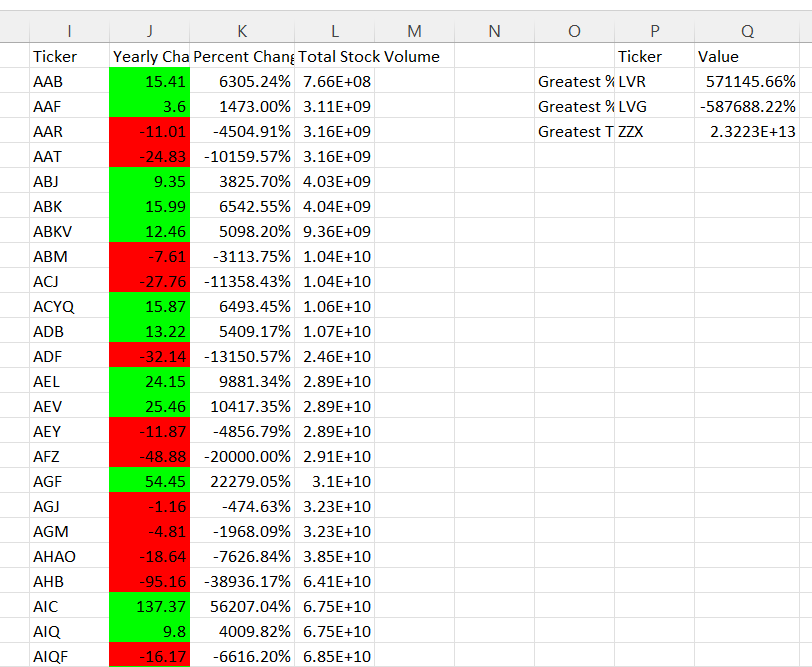 I J K L M N O P Q
Ticker Yearly Cha Percent Chang Total Stock Volume Ticker Value
AAB 15.41 6305.24% 7.66E+08 Greatest % LVR 571145.66%
AAF 3.6 1473.00% 3.11E+09 Greatest % LVG -587688.22%
AAR -11.01 -4504.91% 3.16E+09 Greatest T ZZX 2.3223E+13
AAT -24.83 -10159.57% 3.16E+09
ABJ 9.35 3825.70% 4.03E+09
ABK 15.99 6542.55% 4.04E+09
ABKV 12.46 5098.20% 9.36E+09
ABM -7.61 -3113.75% 1.04E+10
ACJ -27.76 -11358.43% 1.04E+10
ACYQ 15.87 6493.45% 1.06E+10
ADB 13.22 5409.17% 1.07E+10
ADF -32.14 -13150.57% 2.46E+10
AEL 24.15 9881.34% 2.89E+10
AEV 25.46 10417.35% 2.89E+10
AEY -11.87 -4856.79% 2.89E+10
AFZ -48.88 -20000.00% 2.91E+10
AGF 54.45 22279.05% 3.1E+10
AGJ -1.16 -474.63% 3.23E+10
AGM -4.81 -1968.09% 3.23E+10
AHAO -18.64 -7626.84% 3.85E+10
AHB -95.16 -38936.17% 6.41E+10
AIC 137.37 56207.04% 6.75E+10
AIQ 9.8 4009.82% 6.75E+10
AIQF -16.17 -6616.20% 6.85E+10